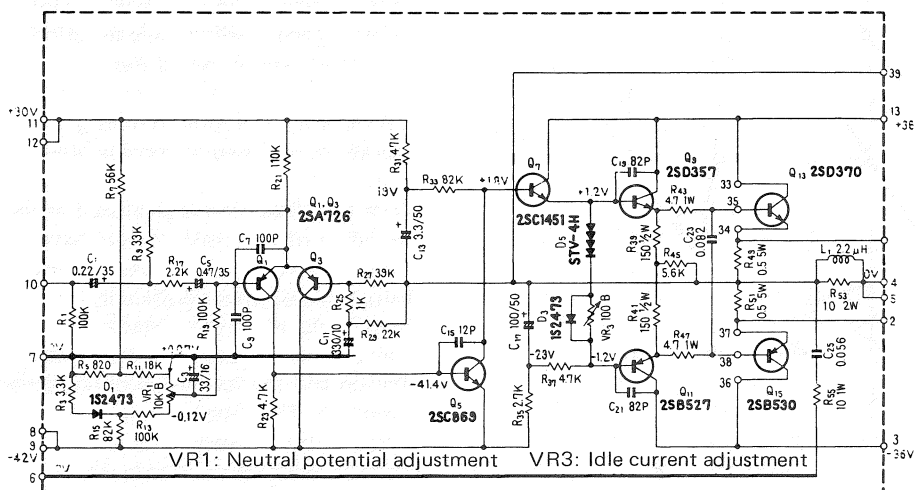 39
+30V
11
12
13
+36
R31 47K
R21 110K
R7 56K
Q1, Q3
2SA726
19V
R33 82K
+1.8V
Q7
2SC1451
+1.2V
C19 82P
Q9
2SD357
R43
4.7 1W
33
35
34
Q13 2SD370
R9 33K
C7 100P
C13 3.3/50
D5
STV-4H
R39
150 1/2W
C23
0.082
R45
5.6K
R49
0.5 5W
L1 2.2μH
C1
0.22/35
R17
2.2K
C5
0.47/35
Q1
Q3
R27 39K
10
0V
4
5
2
R53
10 2W
R51
0.5 5W
R1
100K
R19
100K
C9
100P
R25
1K
C11
330/10
R29 22K
C15 12P
C17 100/50
D3
1S2473
VR3 100 B
R41
150 1/2W
R47
4.7 1W
37
38
36
C25
0.056
7
R5 820
R11 18K
C3
33/16
VR1
10K B
-0.12V
R3 33K
D1
1S2473
R15
82K
R13
100K
R23 4.7K
-41.4V
Q5
2SC869
-23V
R37 4.7K
-1.2V
R35 2.7K
C21 82P
Q11
2SB527
Q15
2SB530
R55
10 1W
8
9
-42V
6
3
-36V
VR1: Neutral potential adjustment
VR3: Idle current adjustment